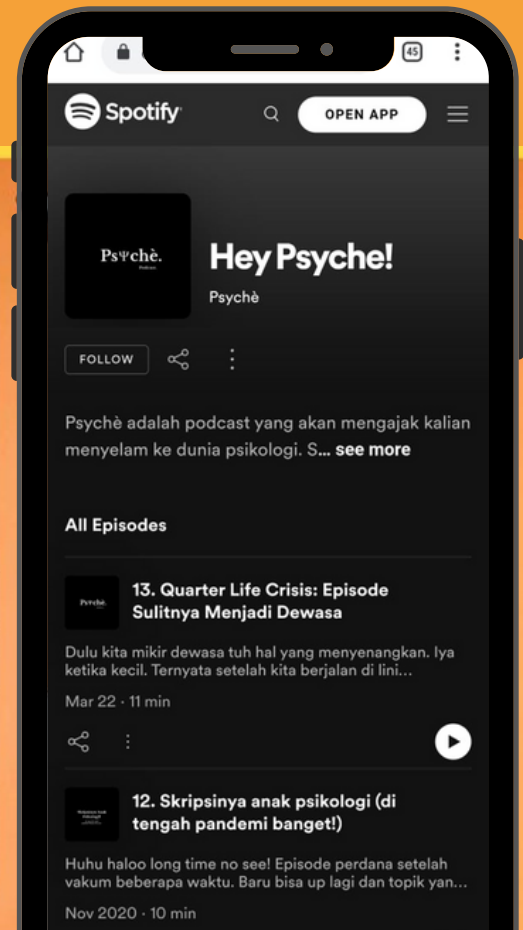 45
Spotify
OPEN APP
Psψchè.
Podcast.
Hey Psyche!
Psychè
FOLLOW
Psychè adalah podcast yang akan mengajak kalian
menyelam ke dunia psikologi. S... see more
All Episodes
Psψchè.
13. Quarter Life Crisis: Episode
Sulitnya Menjadi Dewasa
Dulu kita mikir dewasa tuh hal yang menyenangkan. Iya
ketika kecil. Ternyata setelah kita berjalan di lini...
Mar 22 · 11 min
12. Skripsinya anak psikologi (di
tengah pandemi banget!)
Huhu haloo long time no see! Episode perdana setelah
vakum beberapa waktu. Baru bisa up lagi dan topik yan...
Nov 2020 · 10 min